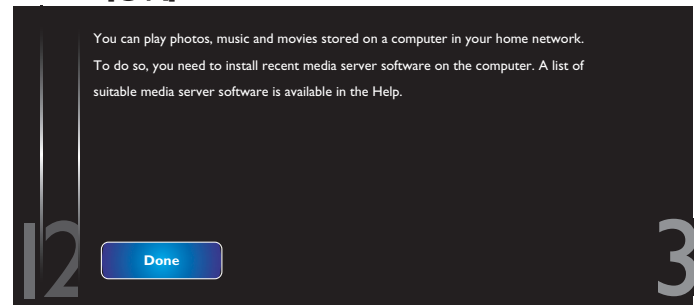 You can play photos, music and movies stored on a computer in your home network.
To do so, you need to install recent media server software on the computer. A list of
suitable media server software is available in the Help.
12
3
Done